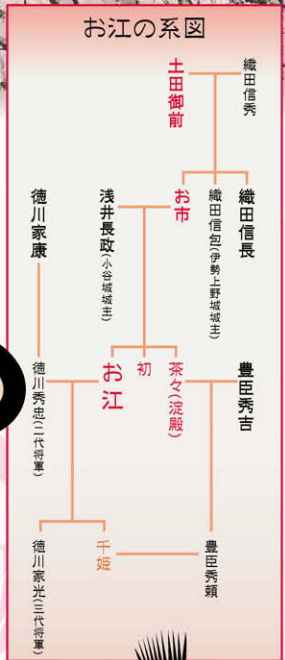 お江の系図
織田信秀
土田御前
織田信長
織田信包(伊勢上野城城主)
お市
浅井長政(小谷城城主)
徳川家康
豊臣秀吉
茶々(淀殿)
初
お江
徳川秀忠(二代将軍)
豊臣秀頼
千姫
徳川家光(三代将軍)